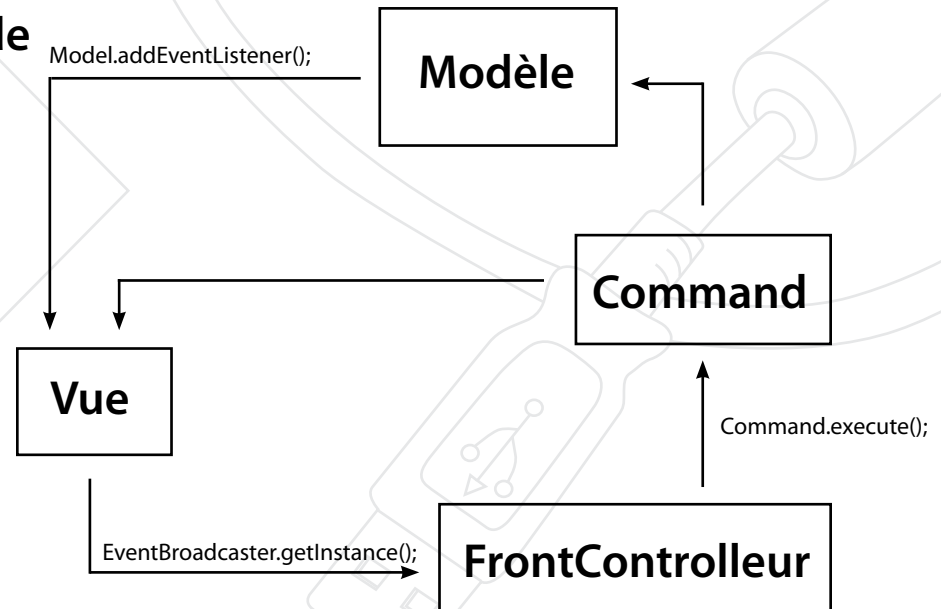 le
Model.addEventListener();
Modèle
Command
Vue
Command.execute();
EventBroadcaster.getInstance();
FrontControlleur